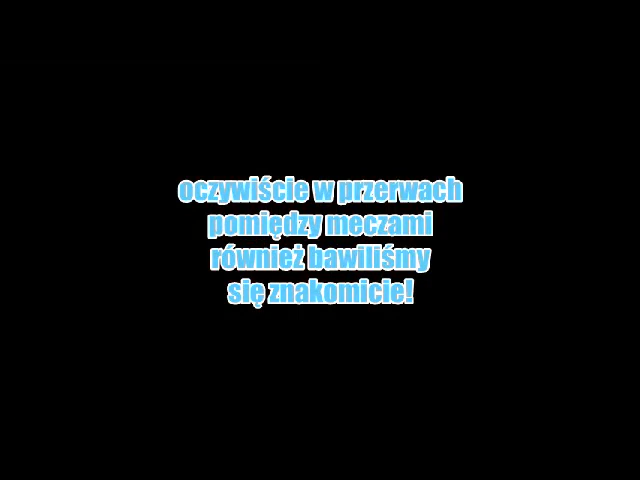 oczywiście w przerwach
pomiędzy meczami
również bawiliśmy
się znakomicie!